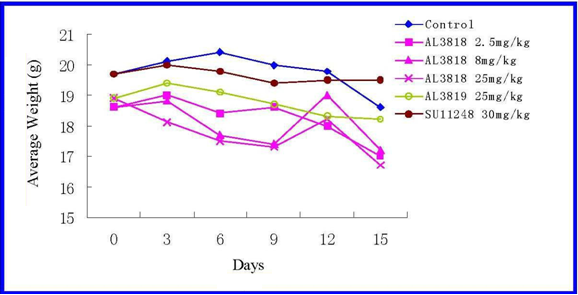 Control
AL3818 2.5mg/kg
AL3818 8mg/kg
AL3818 25mg/kg
AL3819 25mg/kg
SU11248 30mg/kg
Average Weight (g)
21
20
19
18
17
16
15
0 3 6 9 12 15
Days